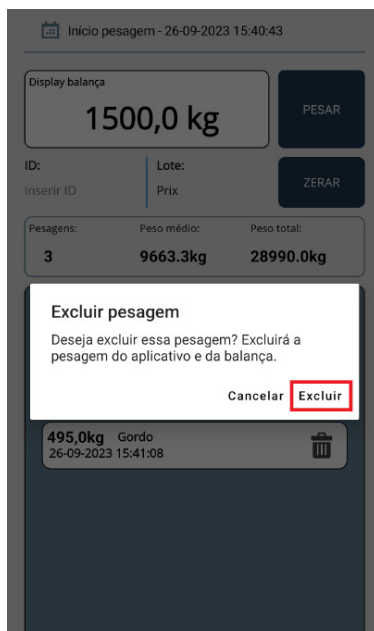 Início pesagem - 26-09-2023 15:40:43
Display balança
1500,0 kg
PESAR
ID:
Lote:
Inserir ID
Prix
ZERAR
Pesagens:
Peso médio:
Peso total:
3
9663.3kg
28990.0kg
Excluir pesagem
Deseja excluir essa pesagem? Excluirá a
pesagem do aplicativo e da balança.
Cancelar
Excluir
495,0kg Gordo
26-09-2023 15:41:08